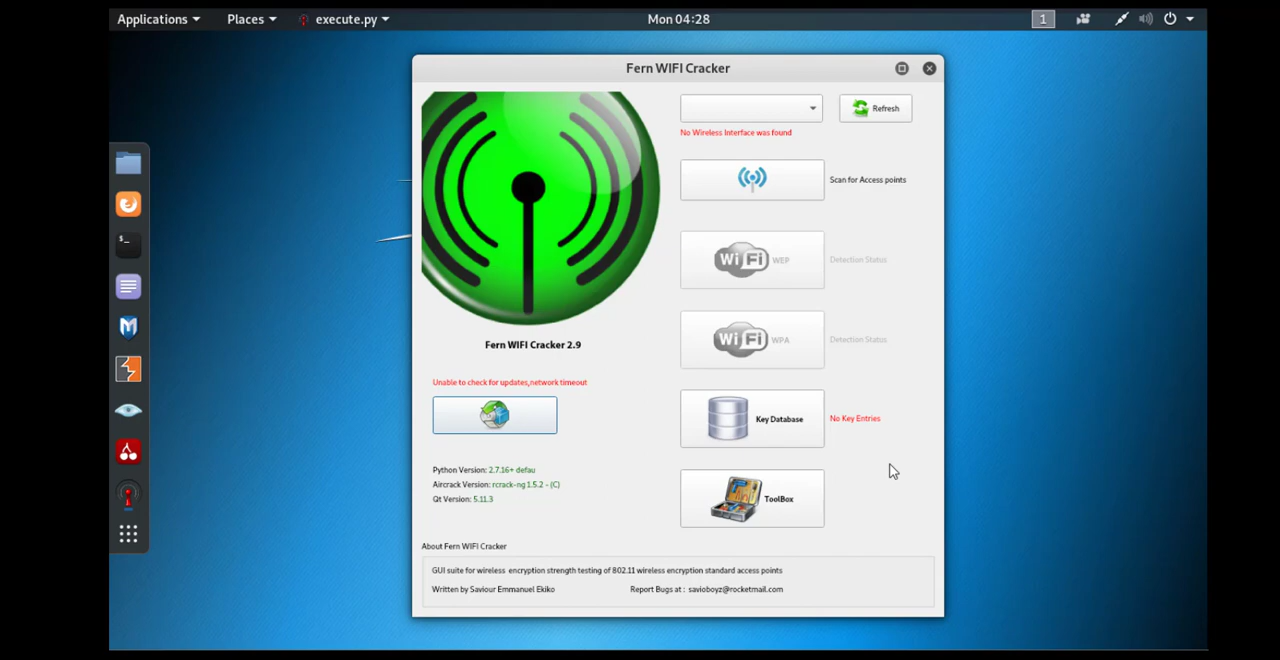 Applications Places execute.py Mon 04:28 1
Fern WIFI Cracker
Refresh
No Wireless Interface was found
Scan for Access points
WiFi WEP Detection Status
WiFi WPA Detection Status
Fern WIFI Cracker 2.9
Unable to check for updates,network timeout
Key Database No Key Entries
Python Version: 2.7.16+ defau
Aircrack Version: rcrack-ng 1.5.2 - (C)
Qt Version: 5.11.3
ToolBox
About Fern WIFI Cracker
GUI suite for wireless encryption strength testing of 802.11 wireless encryption standard access points
Written by Saviour Emmanuel Ekiko Report Bugs at : savioboyz@rocketmail.com